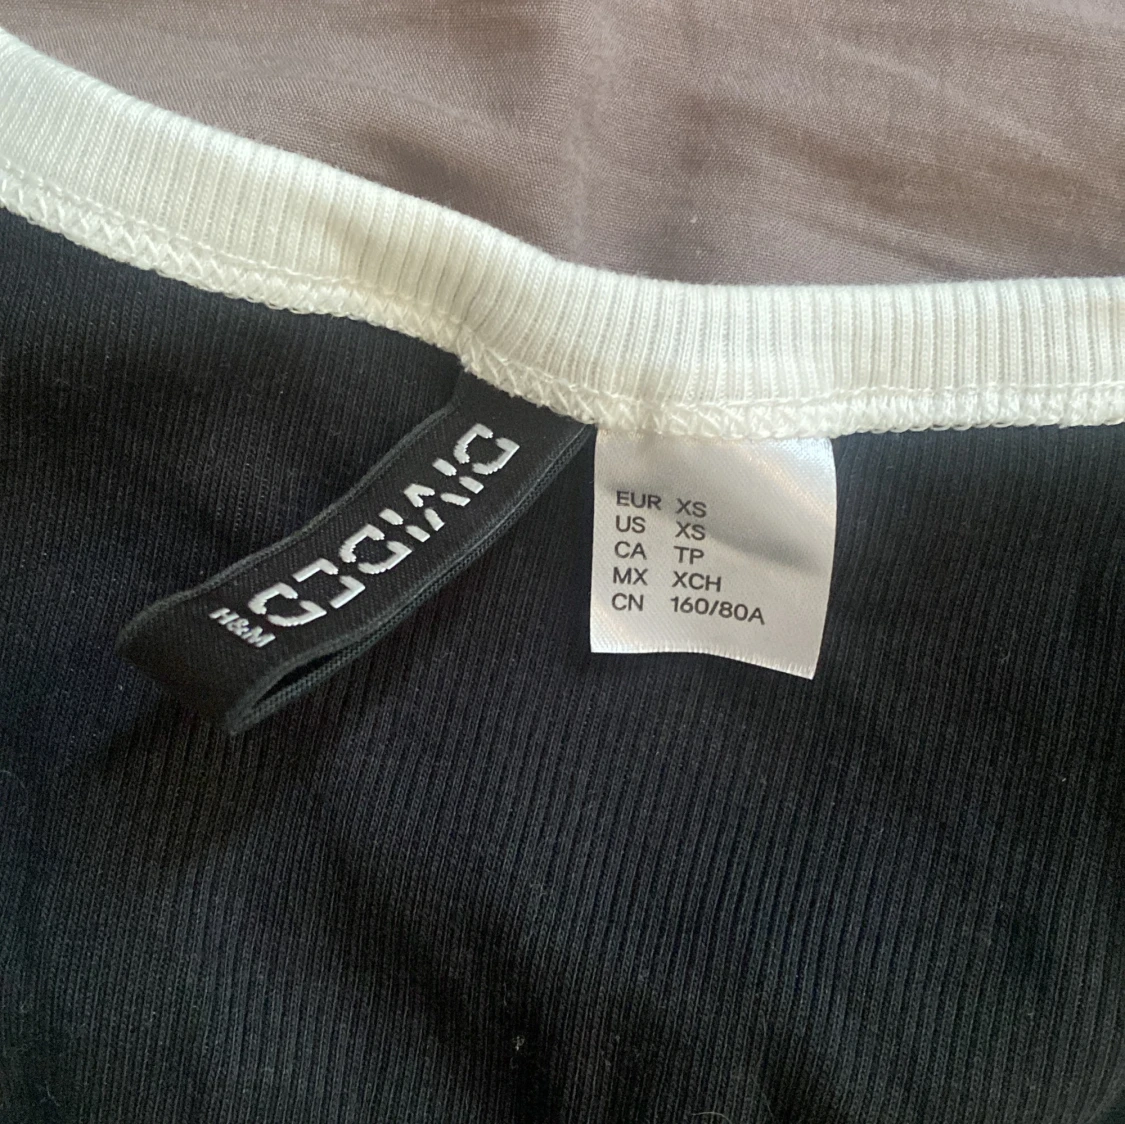 DIVIDED
H&M
EUR XS
US XS
CA TP
MX XCH
CN 160/80A